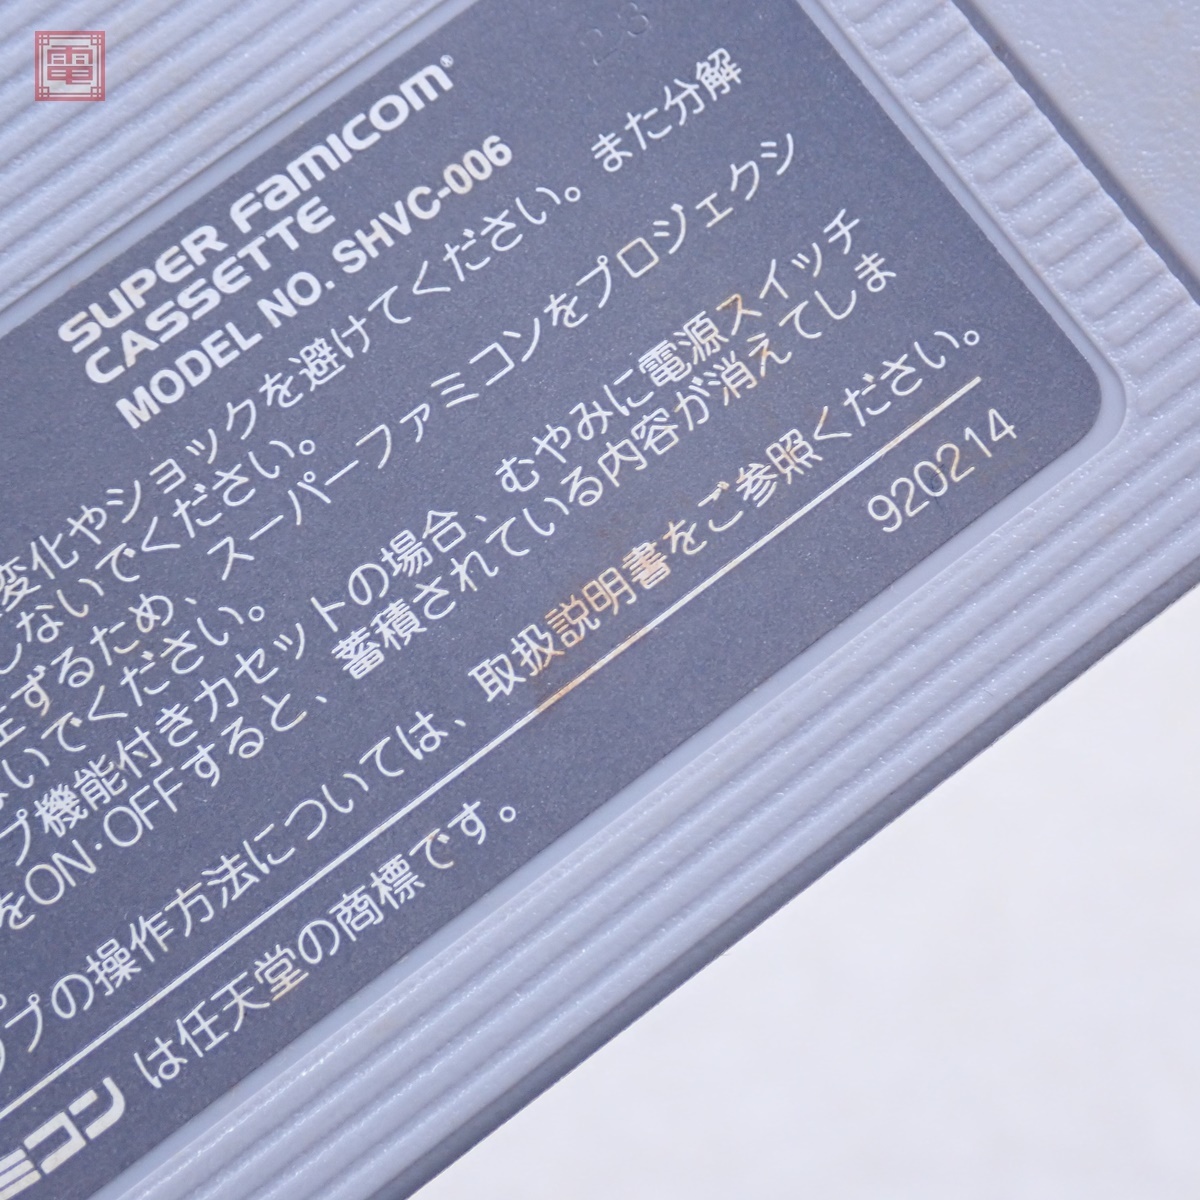 電
23
SUPER FamicoM®
CASSETTE
MODEL NO. SHVC-006
変化やショックを避けてください。また分解
しないでください。
生ずるため、スーパーファミコンをプロジェクシ
ないでください。
プ機能付きカセットの場合、むやみに電源スイッチ
をON・OFFすると、蓄積されている内容が消えてしま
プの操作方法については、取扱説明書をご参照ください。
920214
ミコン は任天堂の商標です。